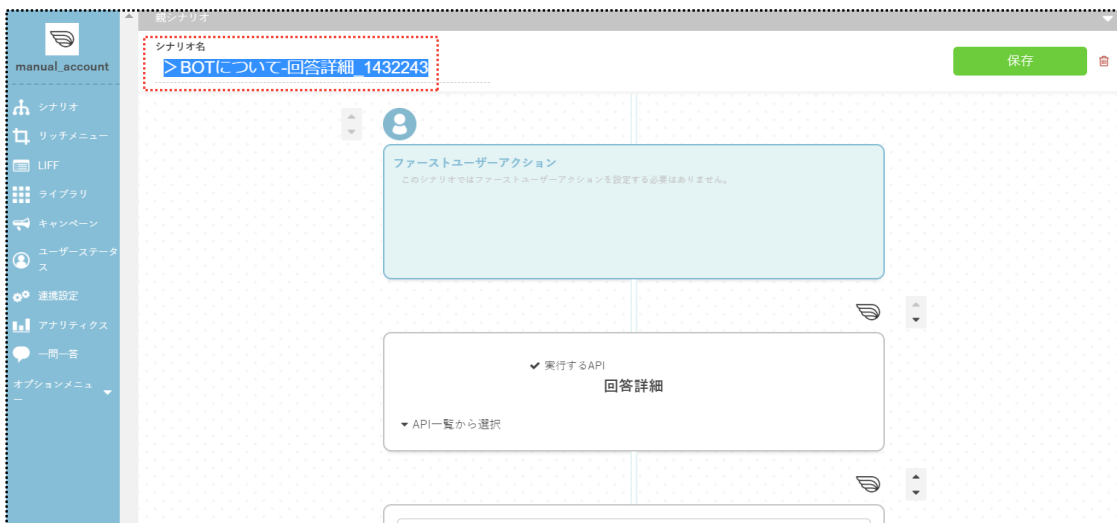 親シナリオ
manual_account
シナリオ
リッチメニュー
LIFF
ライブラリ
キャンペーン
ユーザーステータ
ス
連携設定
アナリティクス
一問一答
オプションメニュ
ー
シナリオ名
＞BOTについて-回答詳細_1432243
保存
ファーストユーザーアクション
このシナリオではファーストユーザーアクションを設定する必要はありません。
実行するAPI
回答詳細
API一覧から選択